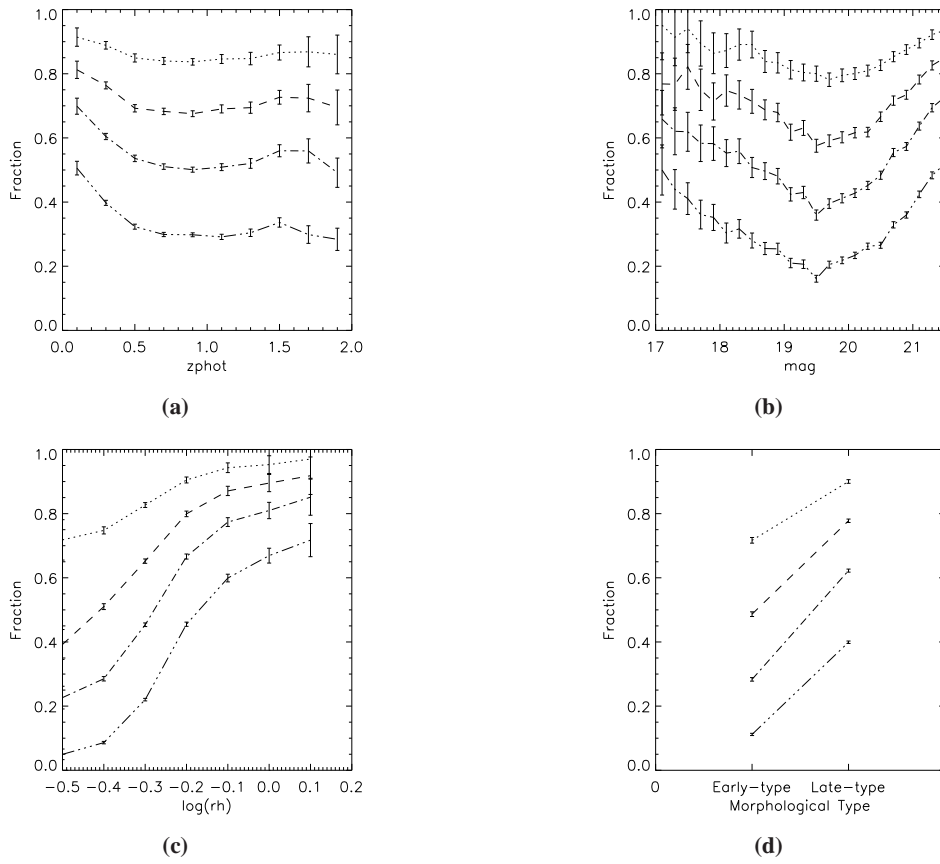 1.0
0.8
0.6
0.4
0.2
0.0
Fraction
0.0 0.5 1.0 1.5 2.0
zphot
(a)
1.0
0.8
0.6
0.4
0.2
0.0
Fraction
17 18 19 20 21
mag
(b)
1.0
0.8
0.6
0.4
0.2
0.0
Fraction
−0.5 −0.4 −0.3 −0.2 −0.1 0.0 0.1 0.2
log(rh)
(c)
1.0
0.8
0.6
0.4
0.2
0.0
Fraction
0 Early−type Late−type
Morphological Type
(d)